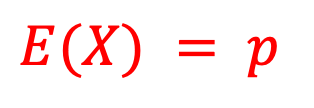 E(X) = p